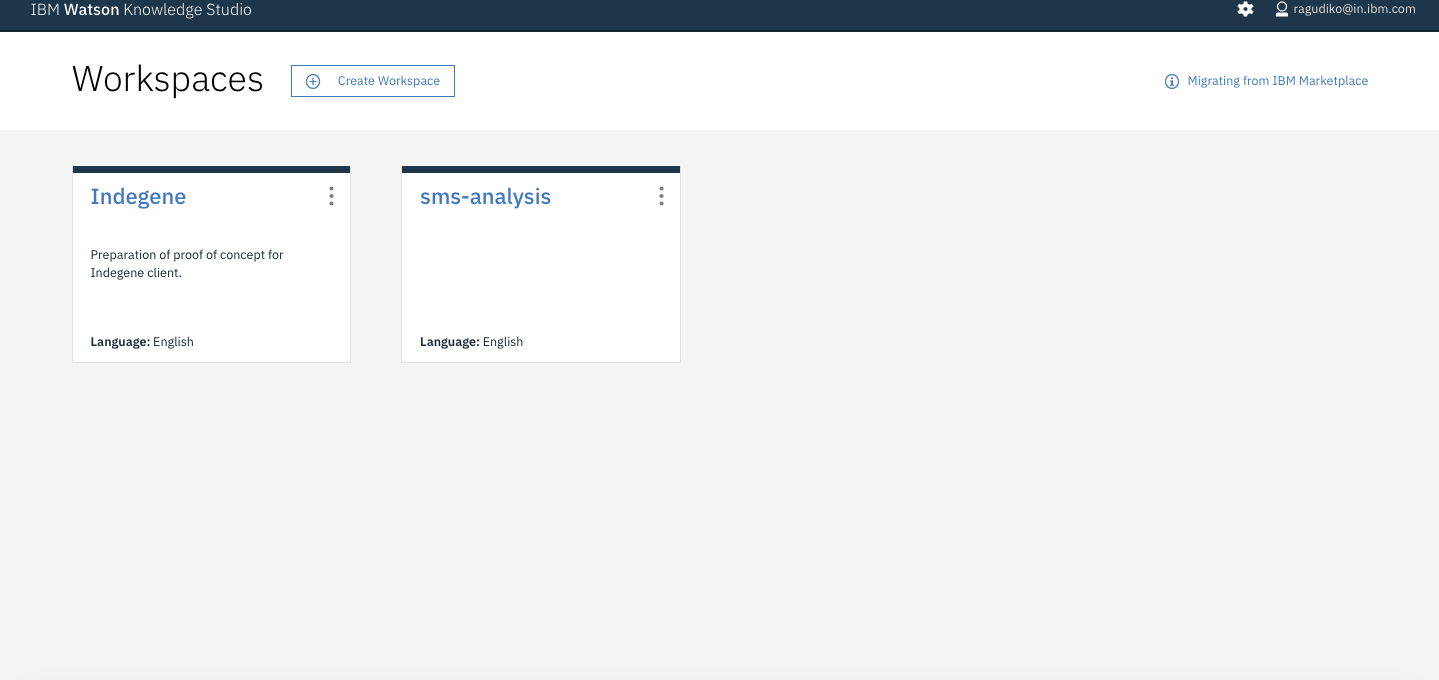 IBM Watson Knowledge Studio
ragudiko@in.ibm.com
Workspaces
Create Workspace
Migrating from IBM Marketplace
Indegene
Preparation of proof of concept for
Indegene client.
Language: English
sms-analysis
Language: English